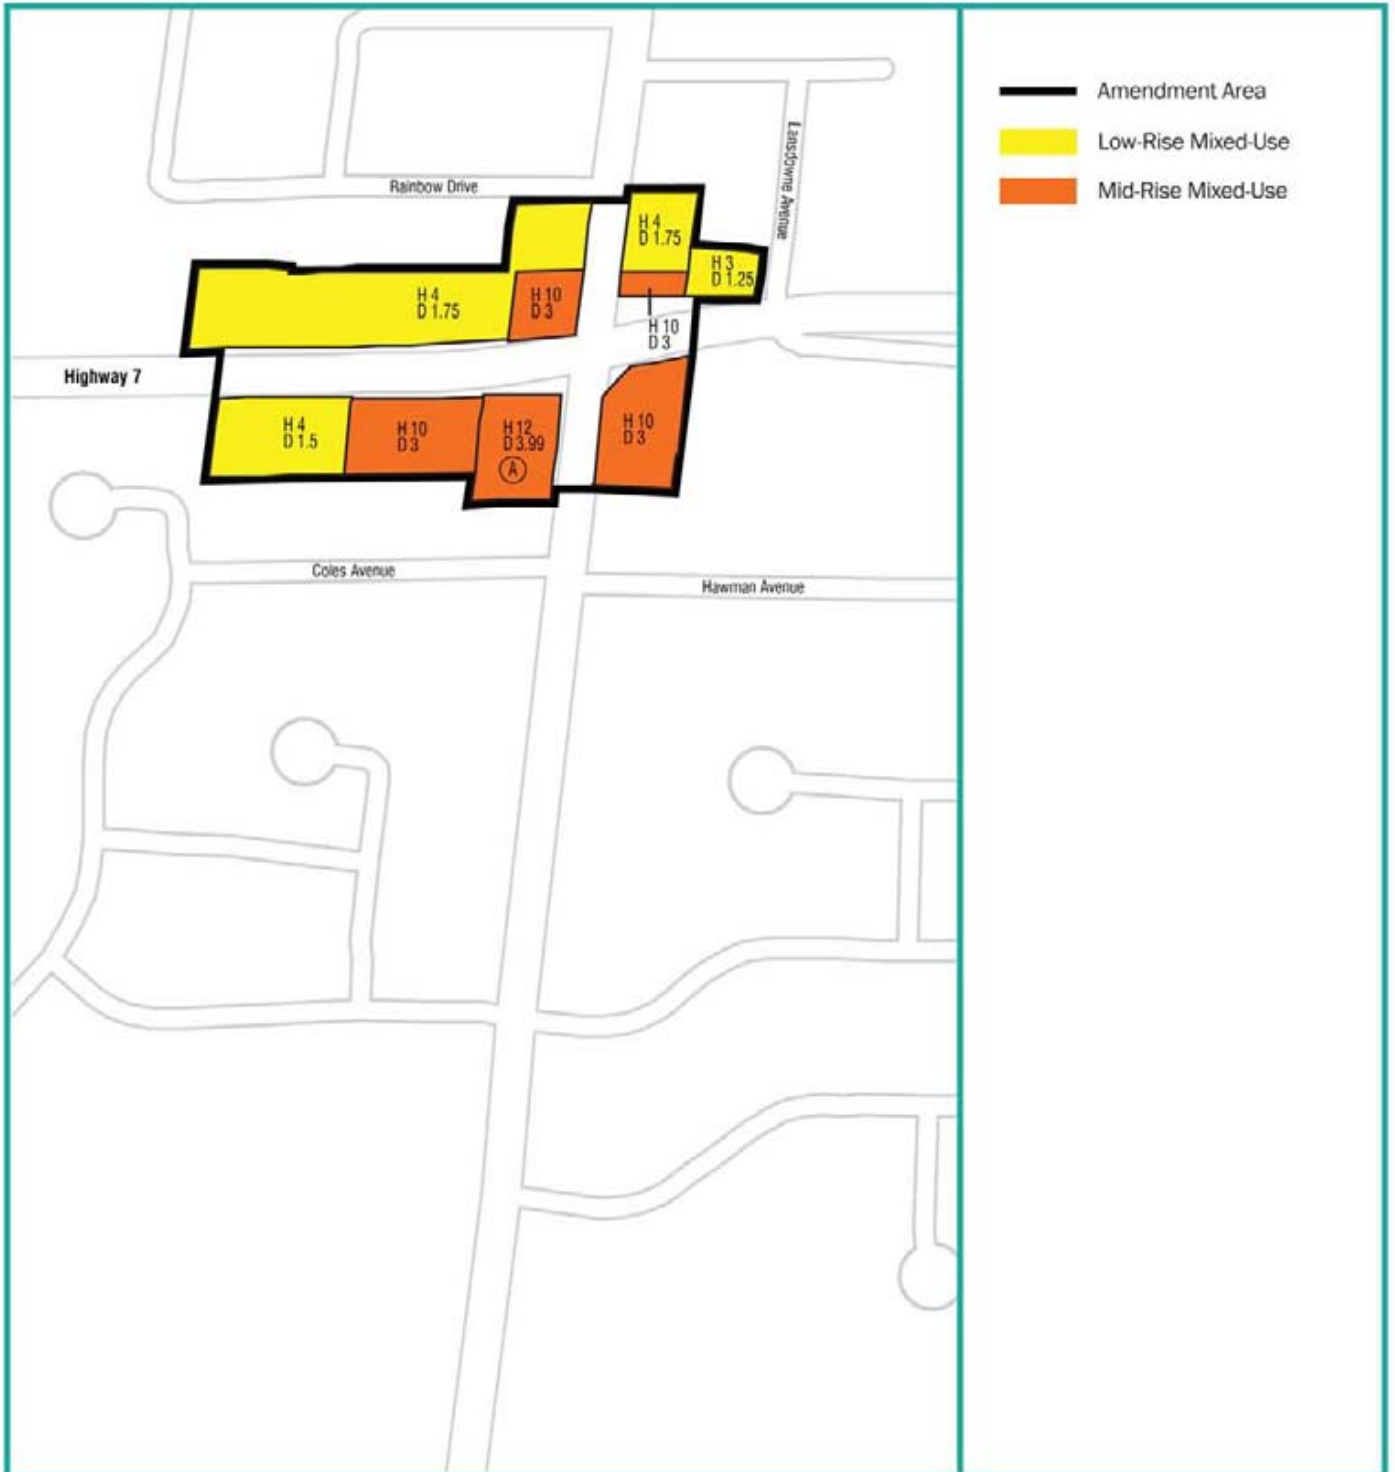 Amendment Area
Low-Rise Mixed-Use
Mid-Rise Mixed-Use
Lansdowne Avenue
Rainbow Drive
H 4
D 1.75
H 3
D 1.25
H 4
D 1.75
H 10
D 3
H 10
D 3
Highway 7
H 4
D 1.5
H 10
D 3
H12
D 3.99
A
H 10
D 3
Coles Avenue
Hawman Avenue